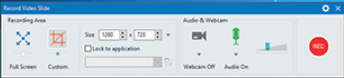 Record Video Slide
Recording Area
Audio & Webcam
Size 1280 x 720
Lock to application
Full Screen
Custom
Webcam Off
Audio On
REC